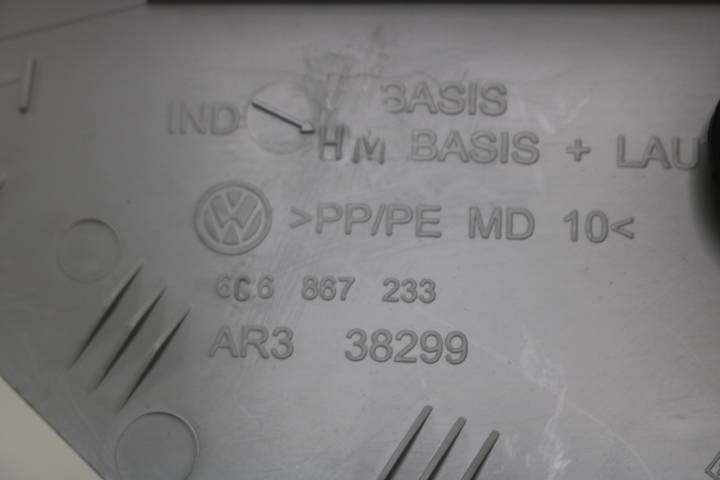 BASIS
IND HM BASIS + LAU
>PP/PE MD 10<
6C6 867 233
AR3 38299